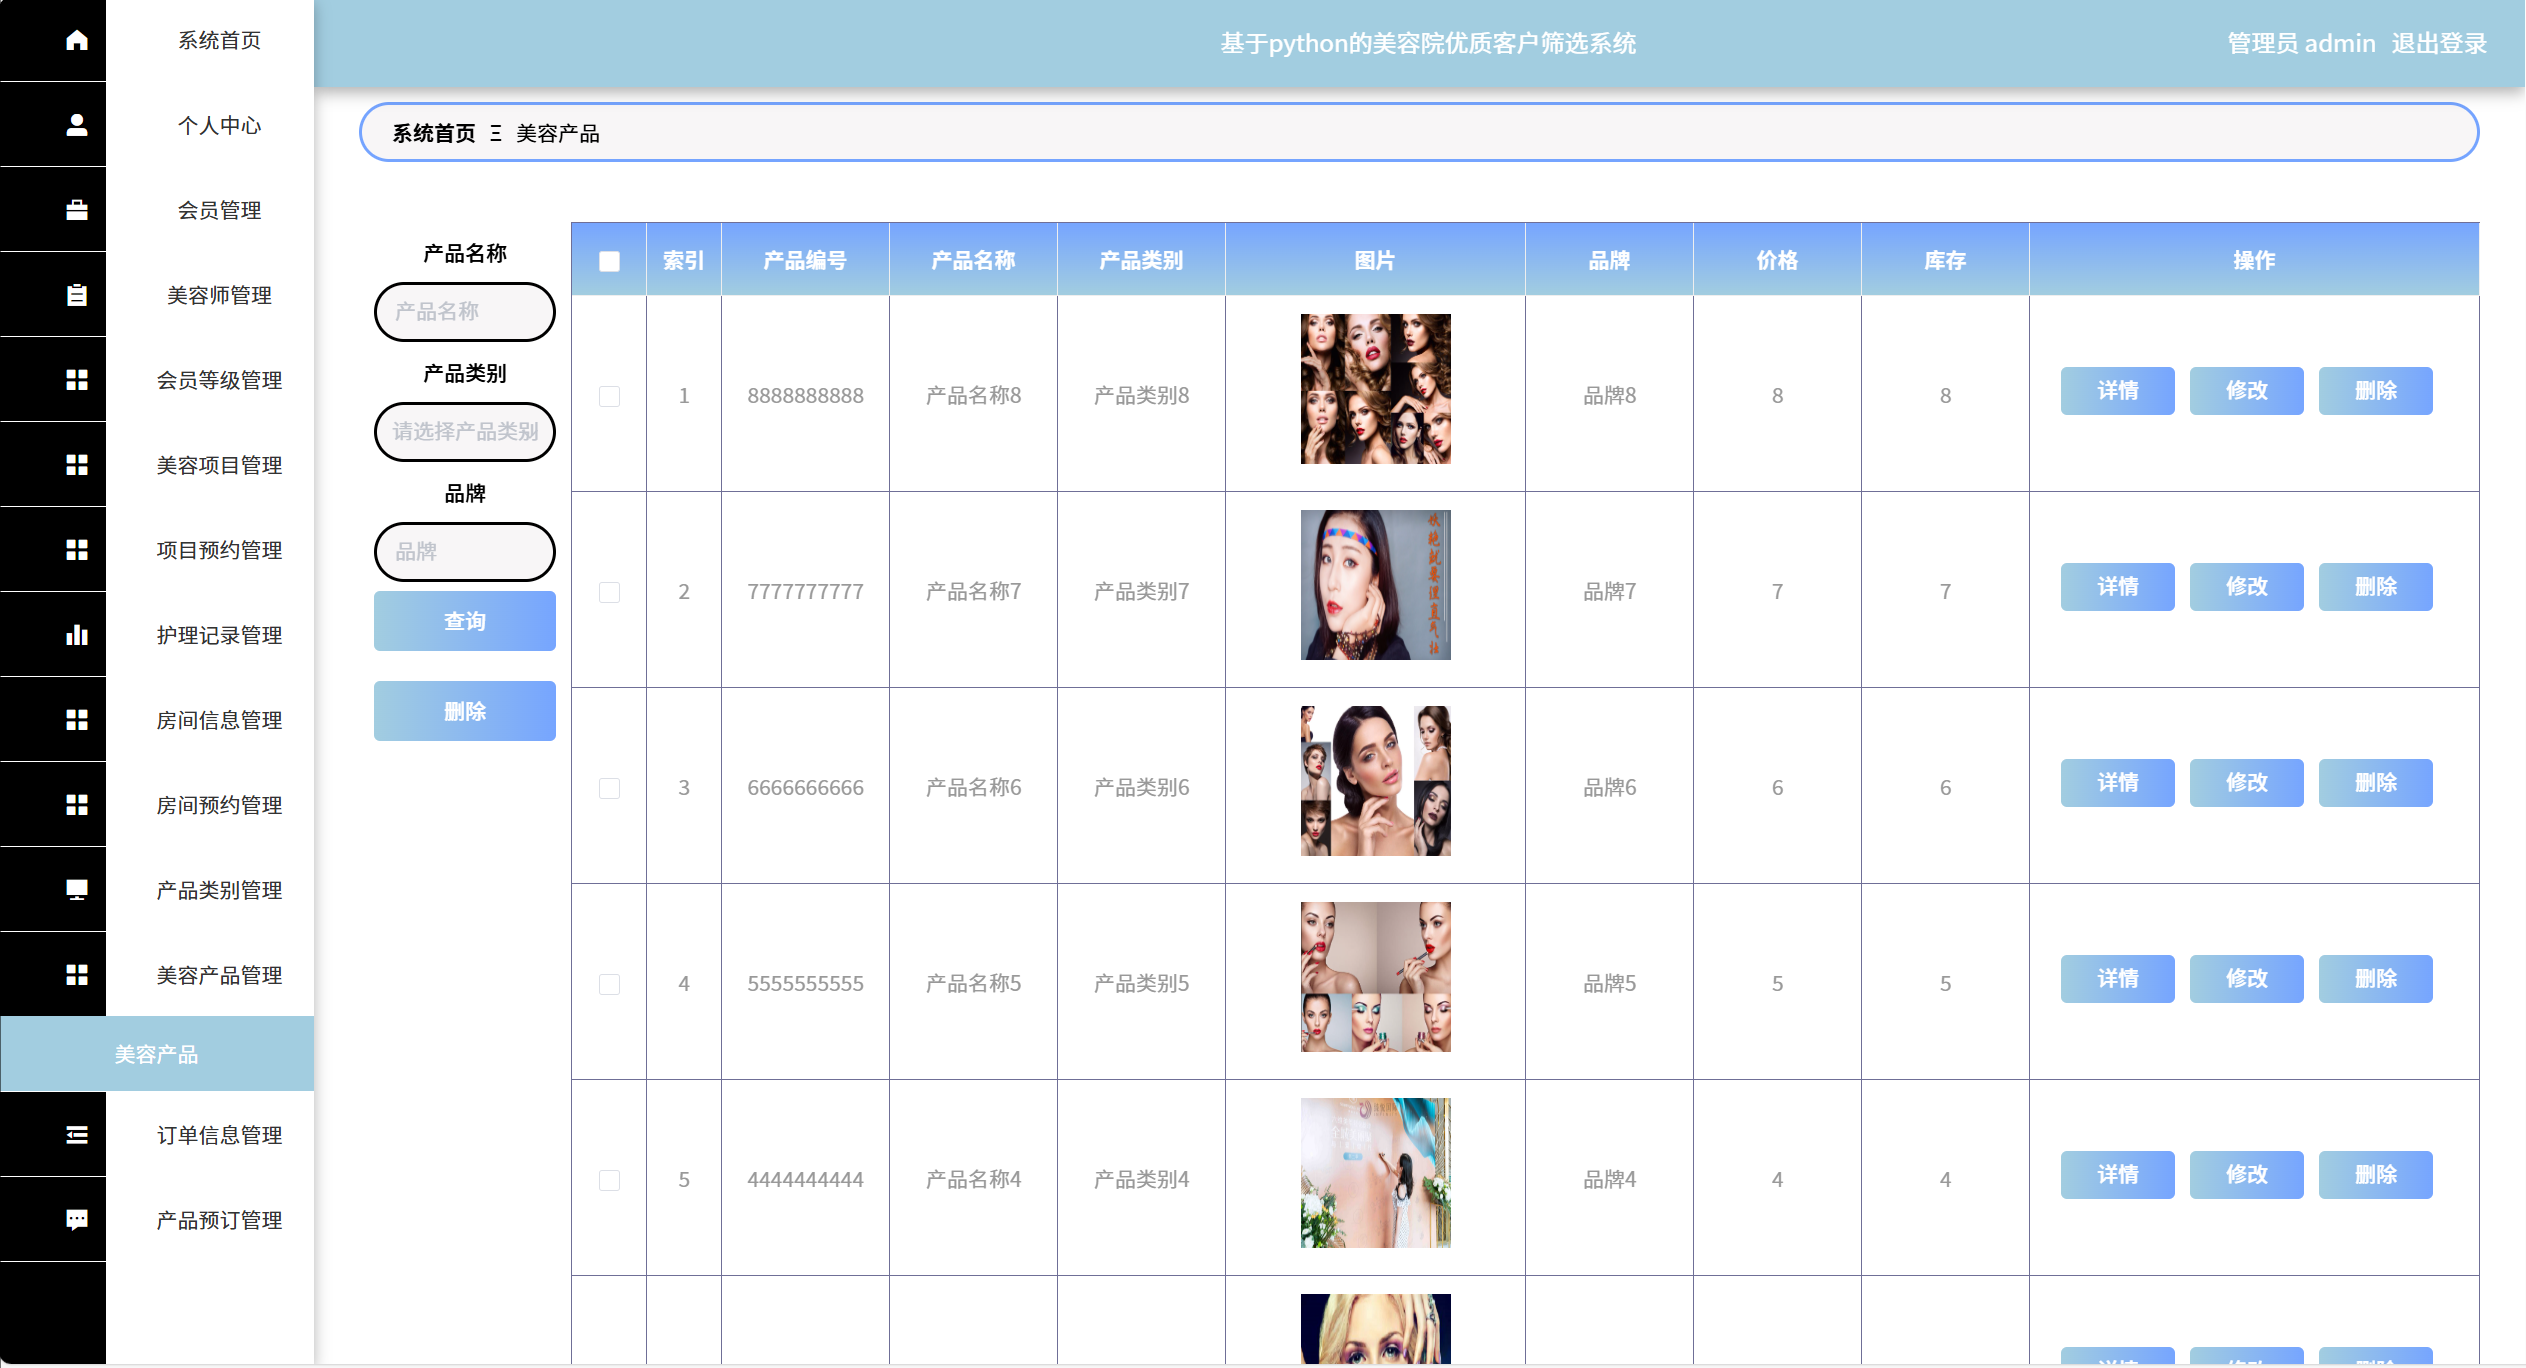 基于python的美容院优质客户筛选系统
管理员 admin 退出登录
系统首页
个人中心
会员管理
美容师管理
会员等级管理
美容项目管理
项目预约管理
护理记录管理
房间信息管理
房间预约管理
产品类别管理
美容产品管理
美容产品
订单信息管理
产品预订管理
系统首页 Ξ 美容产品
产品名称
产品名称
产品类别
请选择产品类别
品牌
品牌
查询
删除
索引 产品编号 产品名称 产品类别 图片 品牌 价格 库存 操作
1 8888888888 产品名称8 产品类别8 品牌8 8 8 详情 修改 删除
2 7777777777 产品名称7 产品类别7 品牌7 7 7 详情 修改 删除
3 6666666666 产品名称6 产品类别6 品牌6 6 6 详情 修改 删除
4 5555555555 产品名称5 产品类别5 品牌5 5 5 详情 修改 删除
5 4444444444 产品名称4 产品类别4 品牌4 4 4 详情 修改 删除